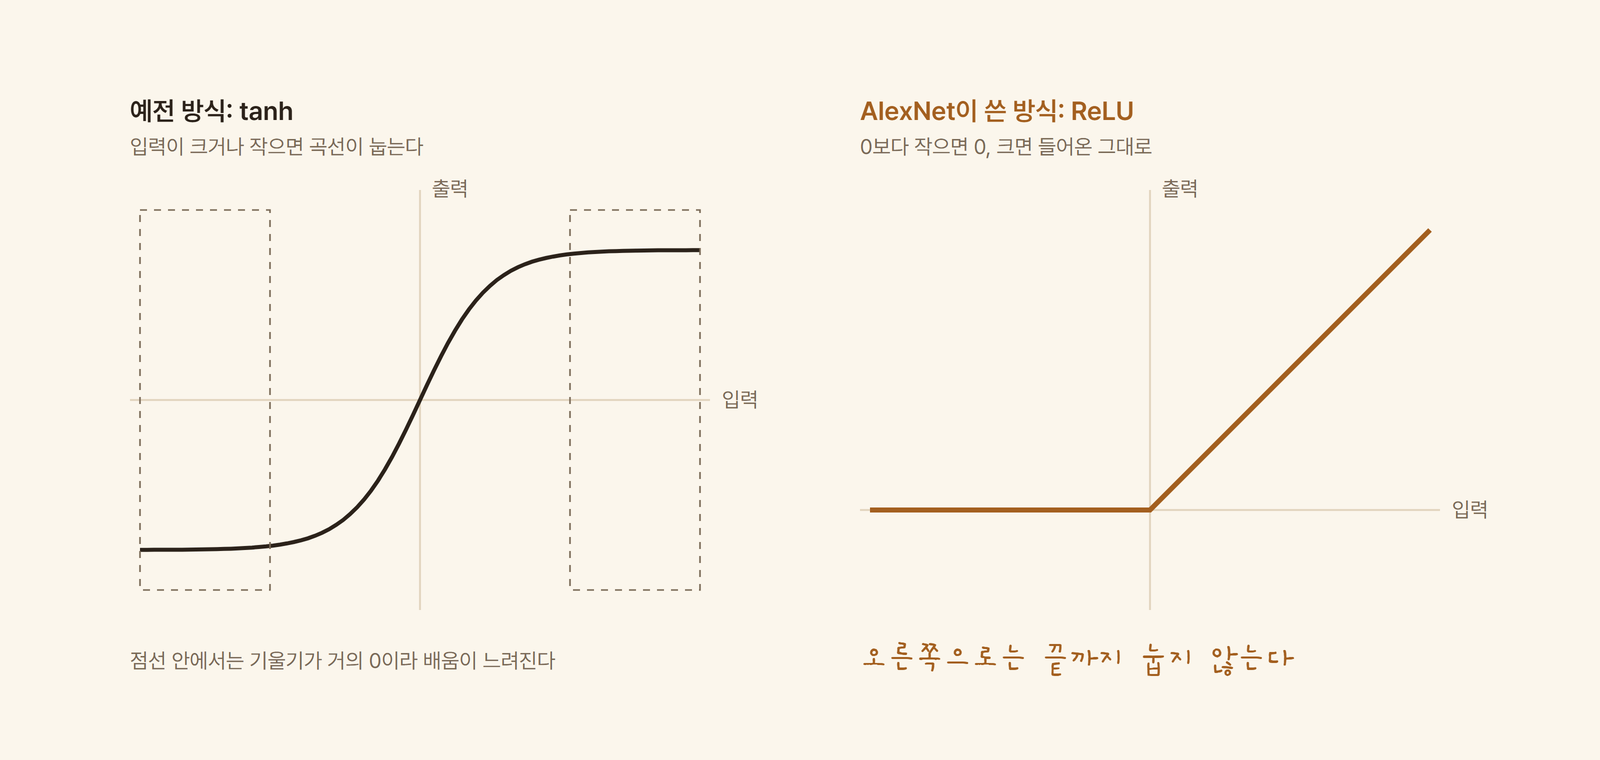 예전 방식: tanh
입력이 크거나 작으면 곡선이 눕는다
출력
입력
점선 안에서는 기울기가 거의 0이라 배움이 느려진다
AlexNet이 쓴 방식: ReLU
0보다 작으면 0, 크면 들어온 그대로
출력
입력
오른쪽으로는 끝까지 눕지 않는다